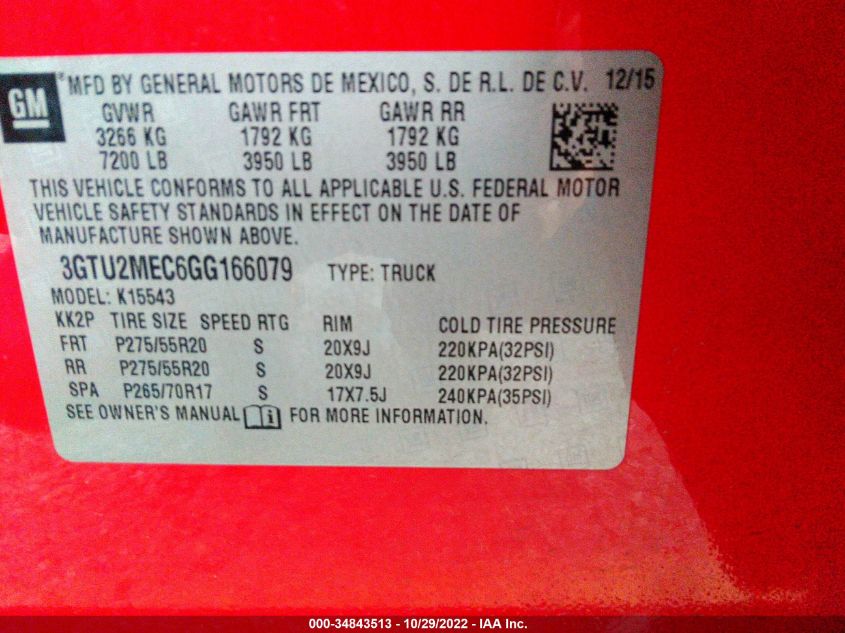 GM ® MFD BY GENERAL MOTORS DE MEXICO, S. DE R.L. DE C.V. 12/15
GVWR GAWR FRT GAWR RR
3266 KG 1792 KG 1792 KG
7200 LB 3950 LB 3950 LB
THIS VEHICLE CONFORMS TO ALL APPLICABLE U.S. FEDERAL MOTOR
VEHICLE SAFETY STANDARDS IN EFFECT ON THE DATE OF
MANUFACTURE SHOWN ABOVE.
3GTU2MEC6GG166079 TYPE: TRUCK
MODEL: K15543
KK2P TIRE SIZE SPEED RTG RIM COLD TIRE PRESSURE
FRT P275/55R20 S 20X9J 220KPA(32PSI)
RR P275/55R20 S 20X9J 220KPA(32PSI)
SPA P265/70R17 S 17X7.5J 240KPA(35PSI)
SEE OWNER'S MANUAL i FOR MORE INFORMATION.
000-34843513 - 10/29/2022 - IAA Inc.